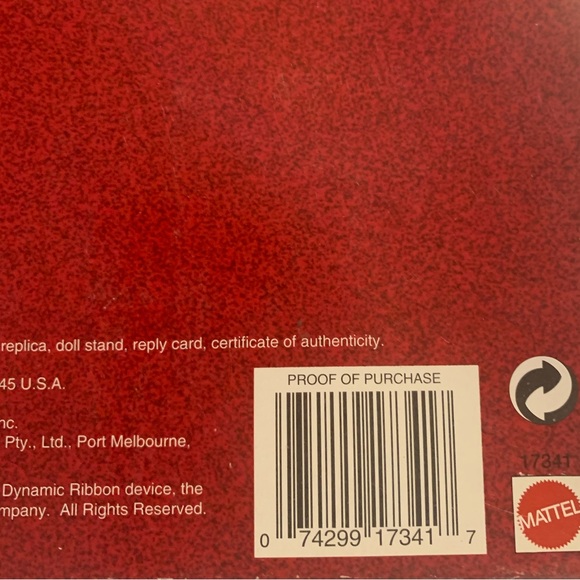 replica, doll stand, reply card, certificate of authenticity.
45 U.S.A.
nc.
Pty., Ltd., Port Melbourne,
Dynamic Ribbon device, the
mpany. All Rights Reserved.
PROOF OF PURCHASE
0 74299 17341 7
17341
MATTEL